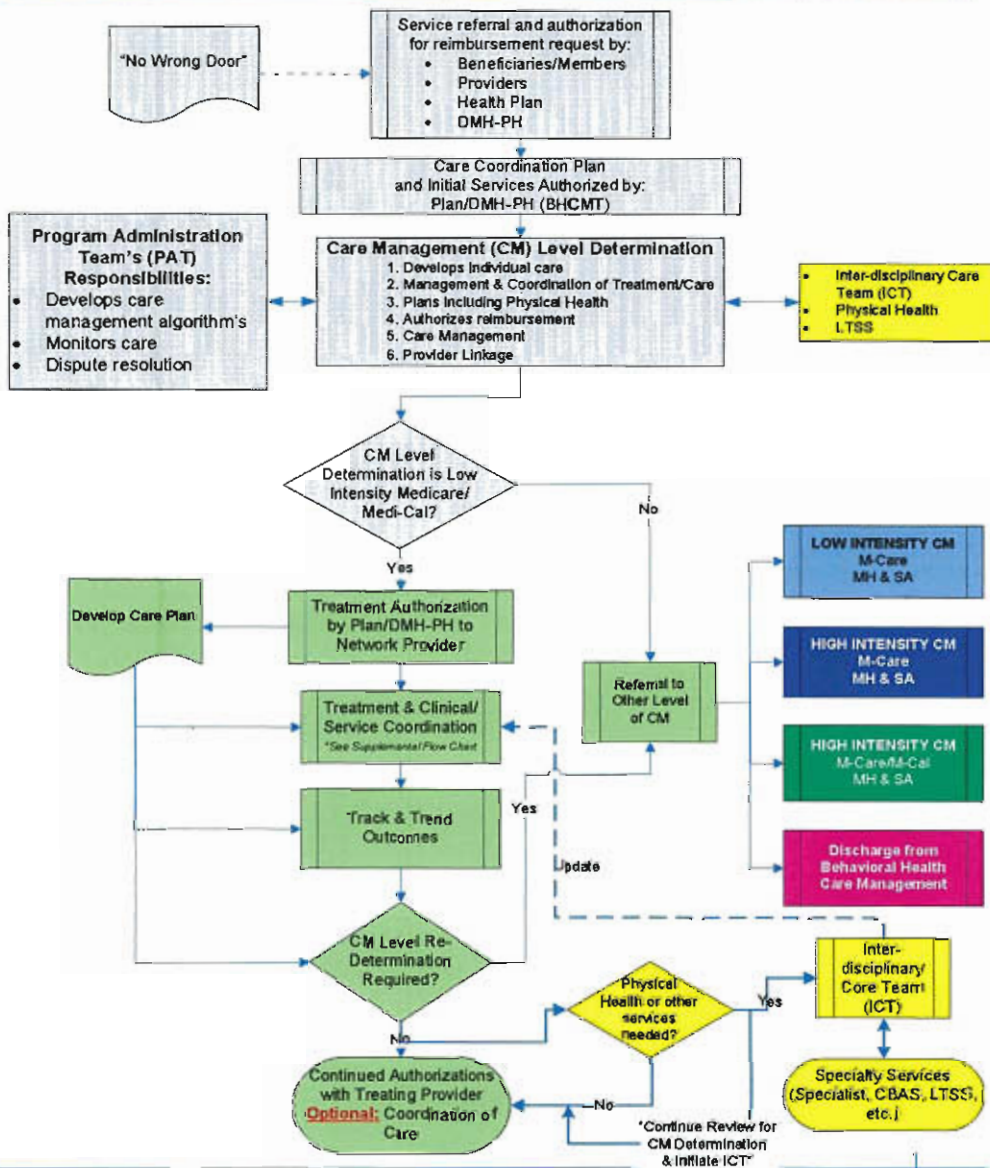 "No Wrong Door"
Service referral and authorization
for reimbursement request by:
• Beneficiaries/Members
• Providers
• Health Plan
• DMH-PH
Care Coordination Plan
and Initial Services Authorized by:
Plan/DMH-PH (BHCMT)
Program Administration
Team's (PAT)
Responsibilities:
• Develops care
management algorithm's
• Monitors care
• Dispute resolution
Care Management (CM) Level Determination
1. Develops Individual care
2. Management & Coordination of Treatment/Care
3. Plans Including Physical Health
4. Authorizes reimbursement
5. Care Management
6. Provider Linkage
• Inter-disciplinary Care
Team (ICT)
• Physical Health
• LTSS
CM Level
Determination is Low
Intensity Medicare/
Medi-Cal?
No
Yes
Develop Care Plan
Treatment Authorization
by Plan/DMH-PH to
Network Provider
Treatment & Clinical/
Service Coordination
*See Supplemental Flow Chart
Track & Trend
Outcomes
CM Level Re-
Determination
Required?
Yes
No
Referral to
Other Level
of CM
LOW INTENSITY CM
M-Care
MH & SA
HIGH INTENSITY CM
M-Care
MH & SA
HIGH INTENSITY CM
M-Care/M-Cal
MH & SA
Discharge from
Behavioral Health
Care Management
Update
Physical
Health or other
services
needed?
Yes
No
Inter-
disciplinary/
Core Team
(ICT)
Specialty Services
(Specialist, CBAS, LTSS,
etc.)
Continued Authorizations
with Treating Provider
Optional: Coordination of
Care
"Continue Review for
CM Determination
& Initiate ICT"